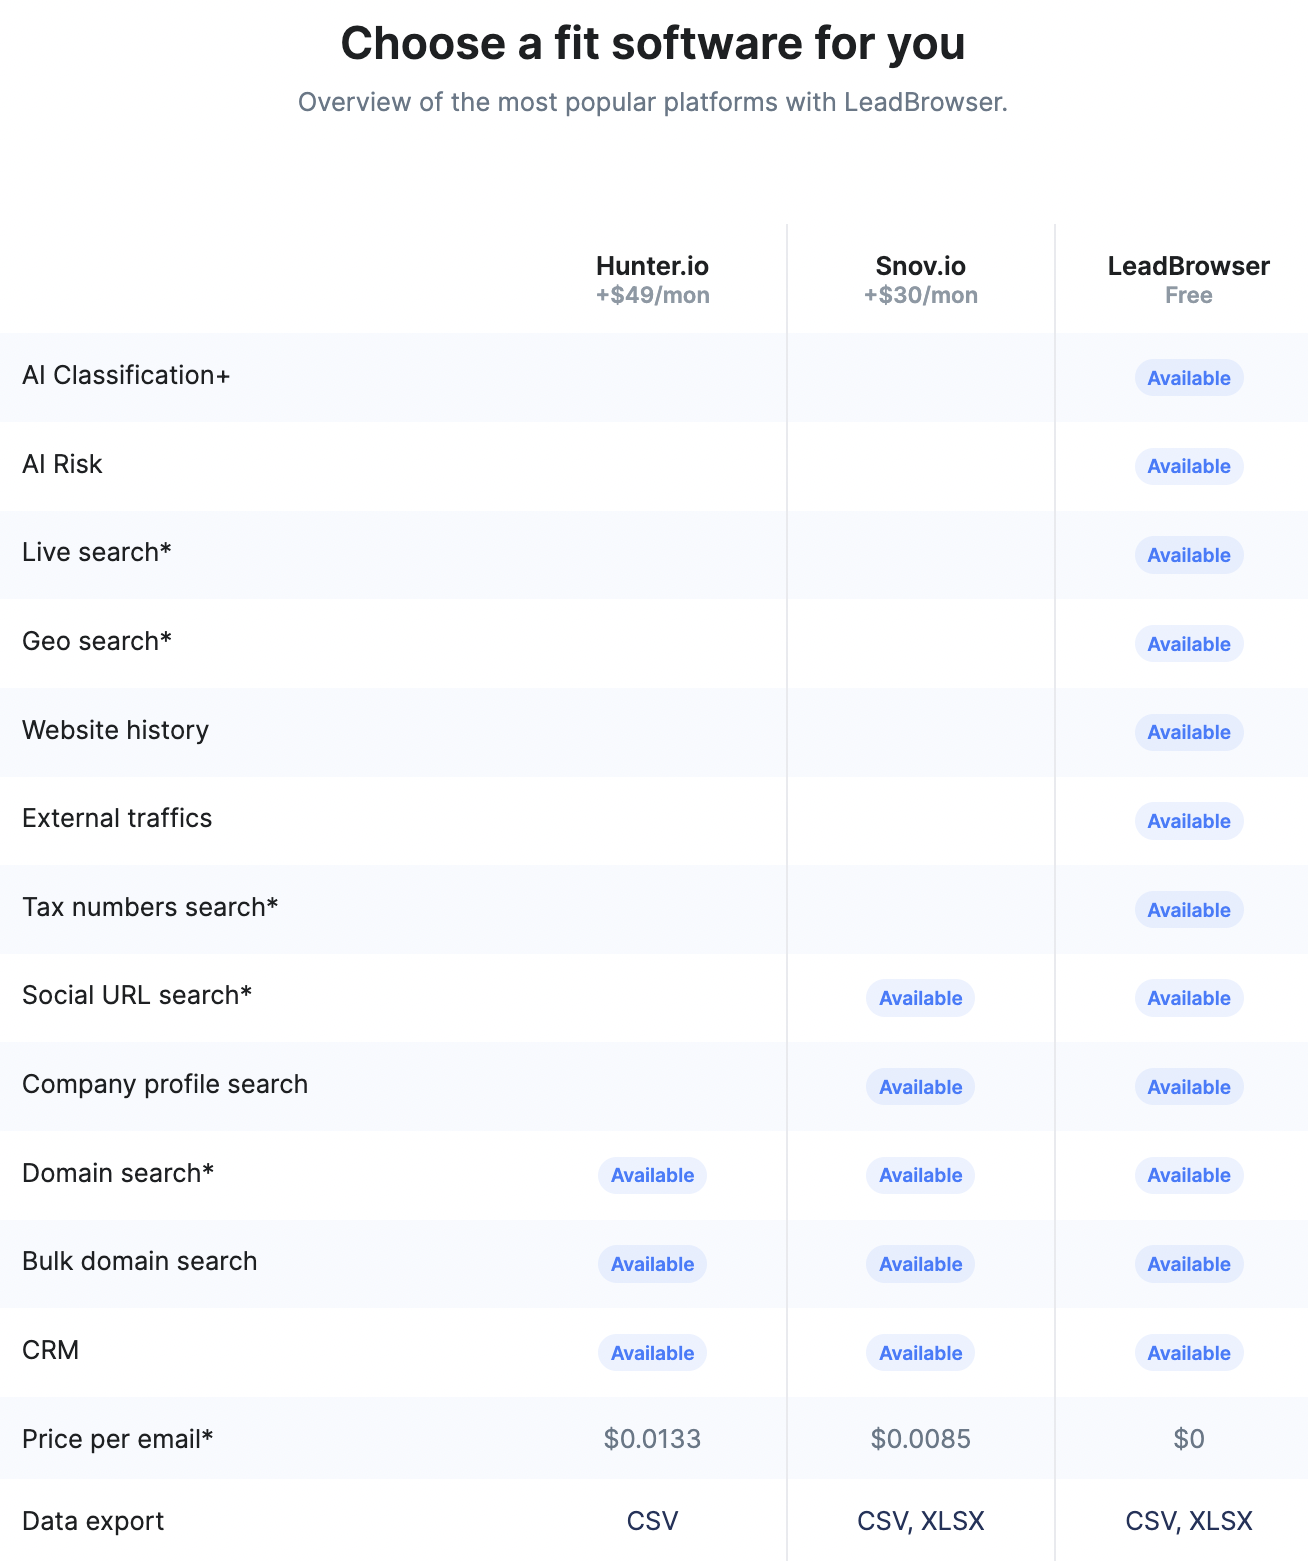 Choose a fit software for you
Overview of the most popular platforms with LeadBrowser.
Hunter.io Snov.io LeadBrowser
+$49/mon +$30/mon Free
AI Classification+ Available
AI Risk Available
Live search* Available
Geo search* Available
Website history Available
External traffics Available
Tax numbers search* Available
Social URL search* Available Available
Company profile search Available Available
Domain search* Available Available Available
Bulk domain search Available Available Available
CRM Available Available Available
Price per email* $0.0133 $0.0085 $0
Data export CSV CSV, XLSX CSV, XLSX